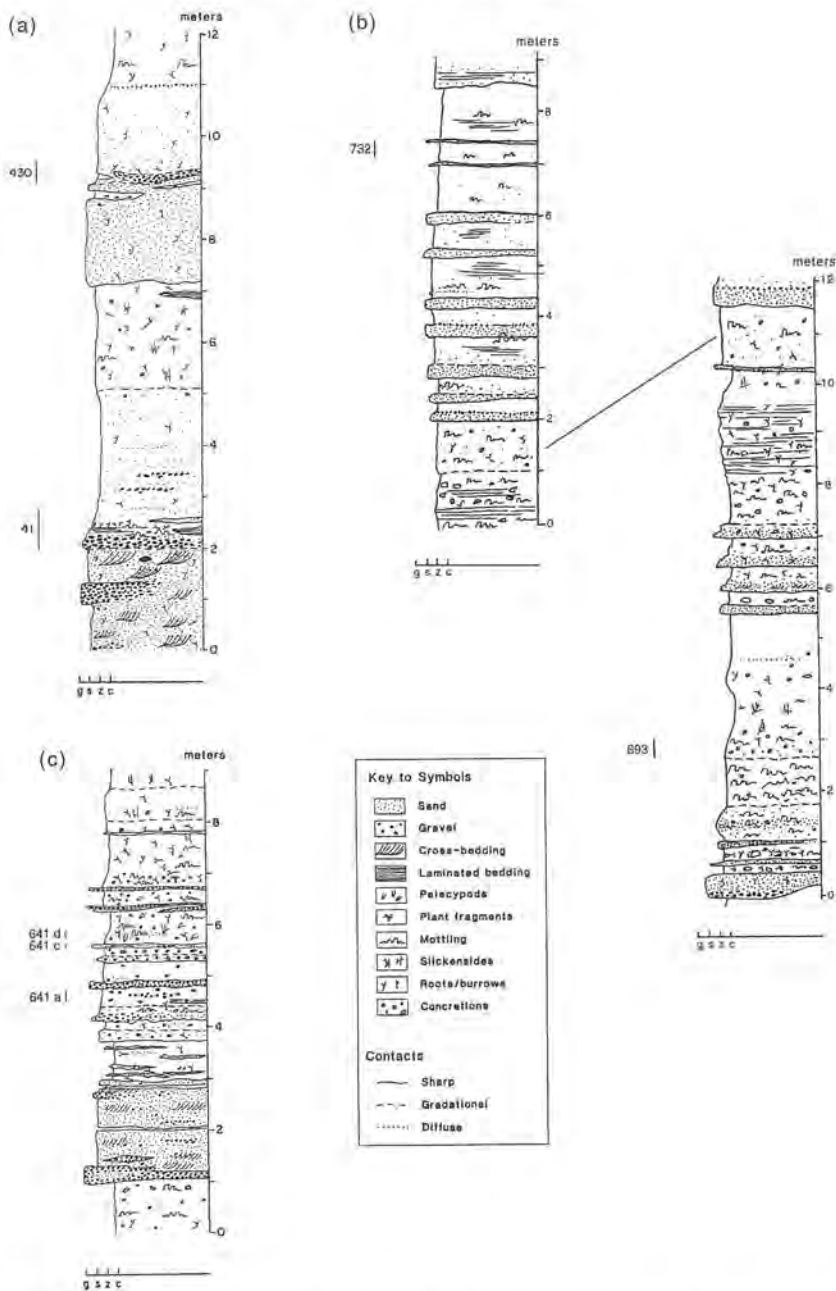 (a)
meters
12
10
8
6
4
2
0
430
41
g s z c
(b)
meters
8
6
4
2
0
732
g s z c
meters
12
10
8
6
4
2
0
693
g s z c
(c)
meters
8
6
4
2
0
641 d
641 c
641 a
g s z c
Key to Symbols
Sand
Gravel
Cross-bedding
Laminated bedding
Pelecypods
Plant fragments
Mottling
Slickensides
Roots/burrows
Concretions
Contacts
Sharp
Gradational
Diffuse